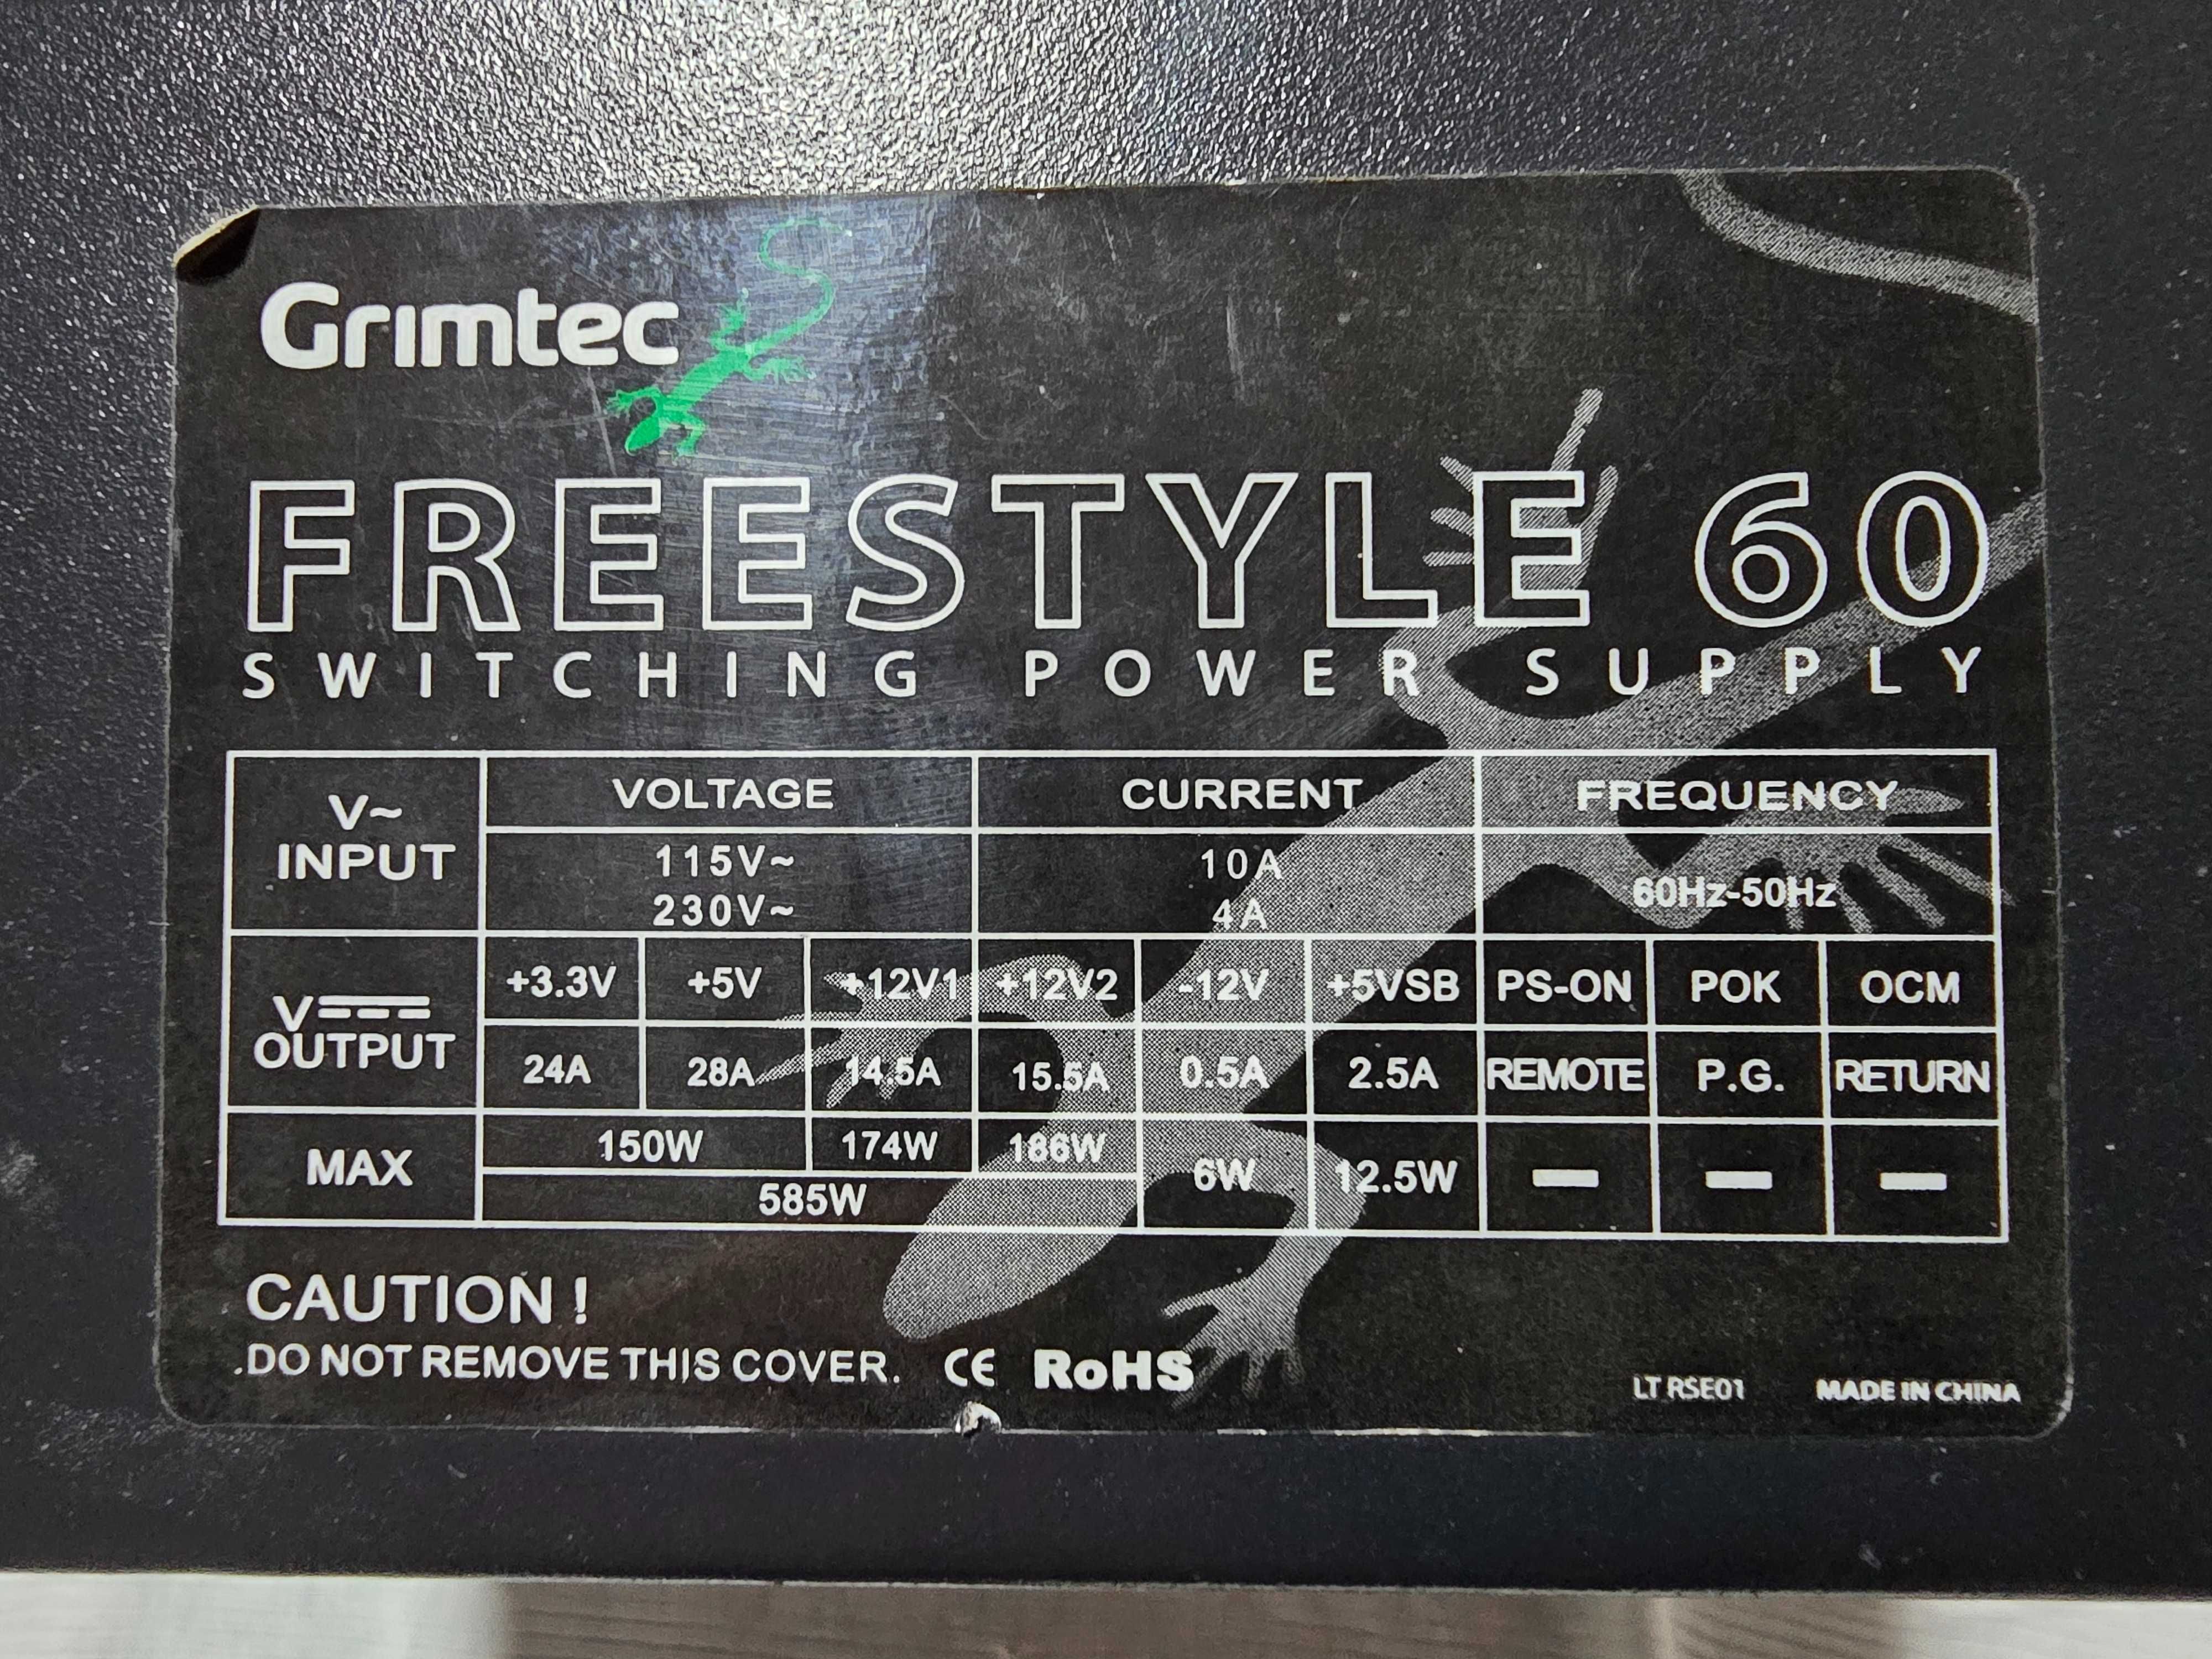 Grimtec
FREESTYLE 60
SWITCHING POWER SUPPLY
V~ INPUT
VOLTAGE CURRENT FREQUENCY
115V~ 10A
230V~ 4A
60Hz-50Hz
V OUTPUT
+3.3V +5V +12V1 +12V2 -12V +5VSB PS-ON POK OCM
24A 28A 14.5A 15.5A 0.5A 2.5A REMOTE P.G. RETURN
MAX
150W 174W 186W 6W 12.5W — — —
585W
CAUTION !
.DO NOT REMOVE THIS COVER. CE RoHS
LT RSE01 MADE IN CHINA